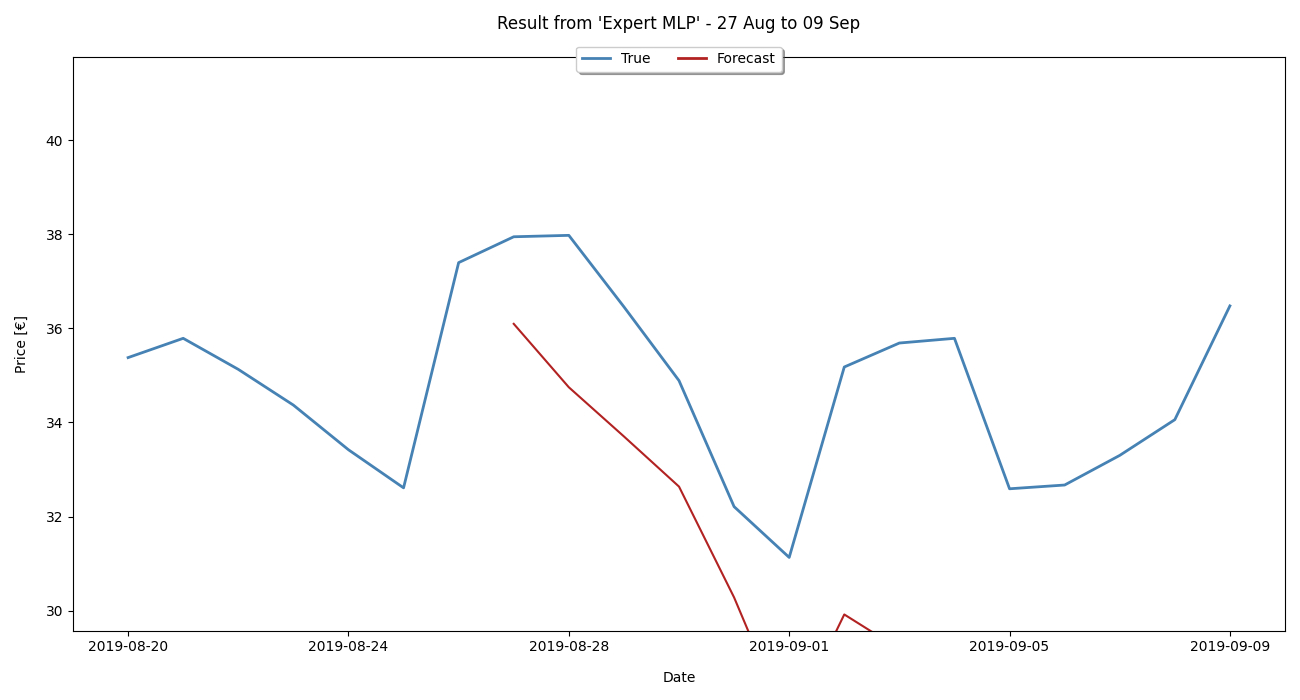 Result from 'Expert MLP' - 27 Aug to 09 Sep
True Forecast
40
38
36
34
32
30
Price [€]
2019-08-20 2019-08-24 2019-08-28 2019-09-01 2019-09-05 2019-09-09
Date